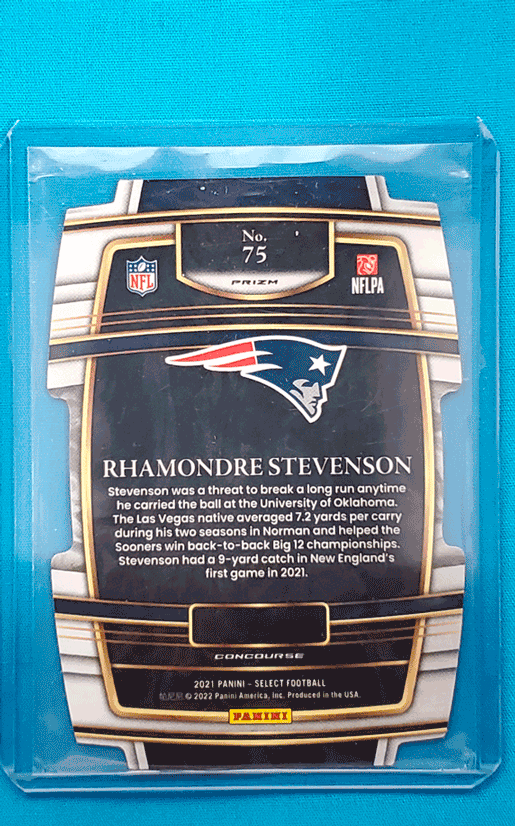 No.
75
PRIZM
NFL
NFLPA
RHAMONDRE STEVENSON
Stevenson was a threat to break a long run anytime
he carried the ball at the University of Oklahoma.
The Las Vegas native averaged 7.2 yards per carry
during his two seasons in Norman and helped the
Sooners win back-to-back Big 12 championships.
Stevenson had a 9-yard catch in New England's
first game in 2021.
CONCOURSE
2021 PANINI - SELECT FOOTBALL
帕尼尼 © 2022 Panini America, Inc. Produced in the USA.
PANINI